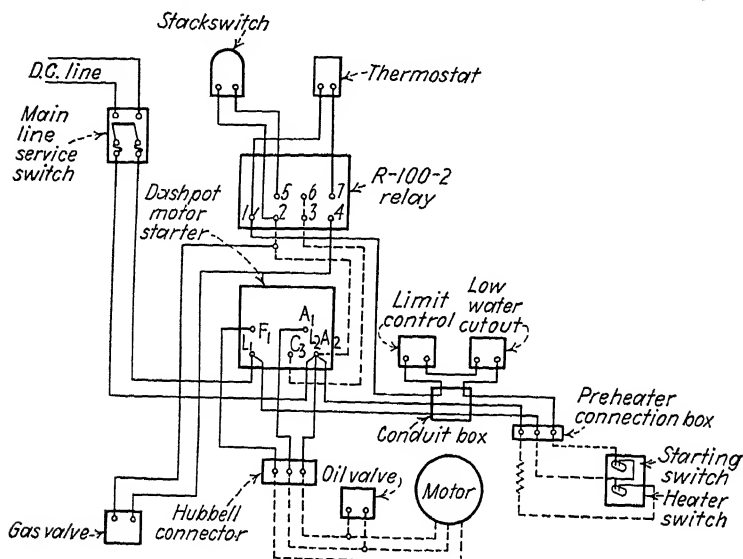 Stackswitch
D.C. line
Thermostat
Main
line
service
switch
Dashpot
motor
starter
R-100-2
relay
5 6 7
1 2 3 4
A1
F1
L1
C3
L2 A2
Limit
control
Low
water
cutout
Preheater
connection box
Conduit box
Starting
switch
Heater
switch
Oil valve
Motor
Gas valve
Hubbell
connector